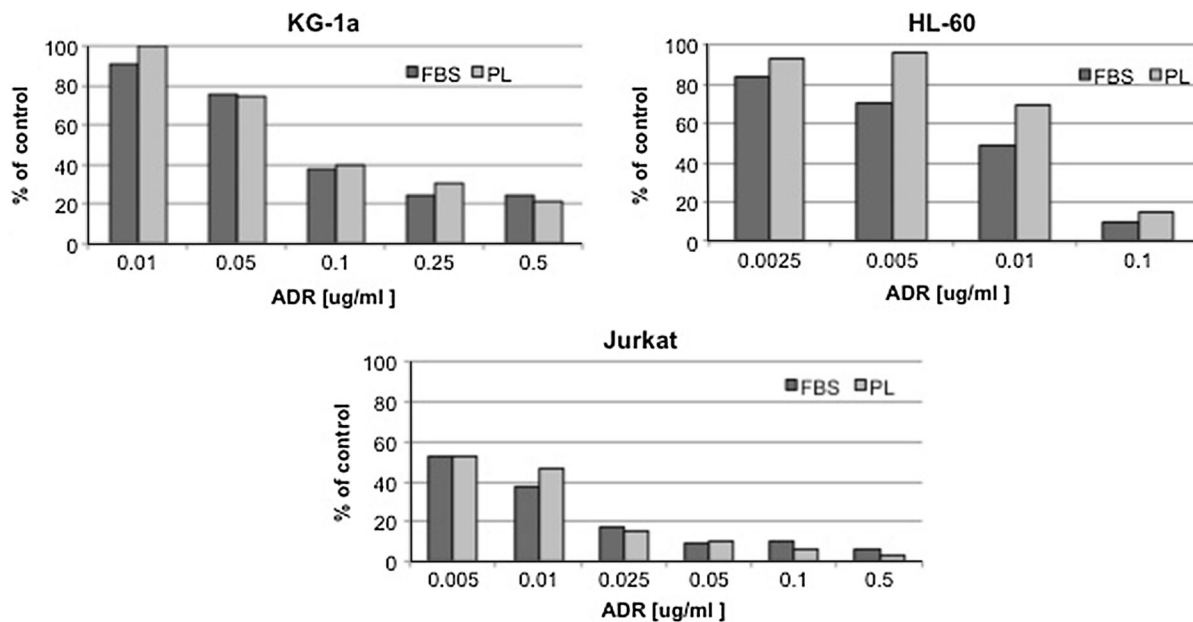 KG-1a
% of control
100
80
60
40
20
0
FBS PL
0.01 0.05 0.1 0.25 0.5
ADR [ug/ml ]
HL-60
% of control
100
80
60
40
20
0
FBS PL
0.0025 0.005 0.01 0.1
ADR [ug/ml ]
Jurkat
% of control
100
80
60
40
20
0
FBS PL
0.005 0.01 0.025 0.05 0.1 0.5
ADR [ug/ml ]